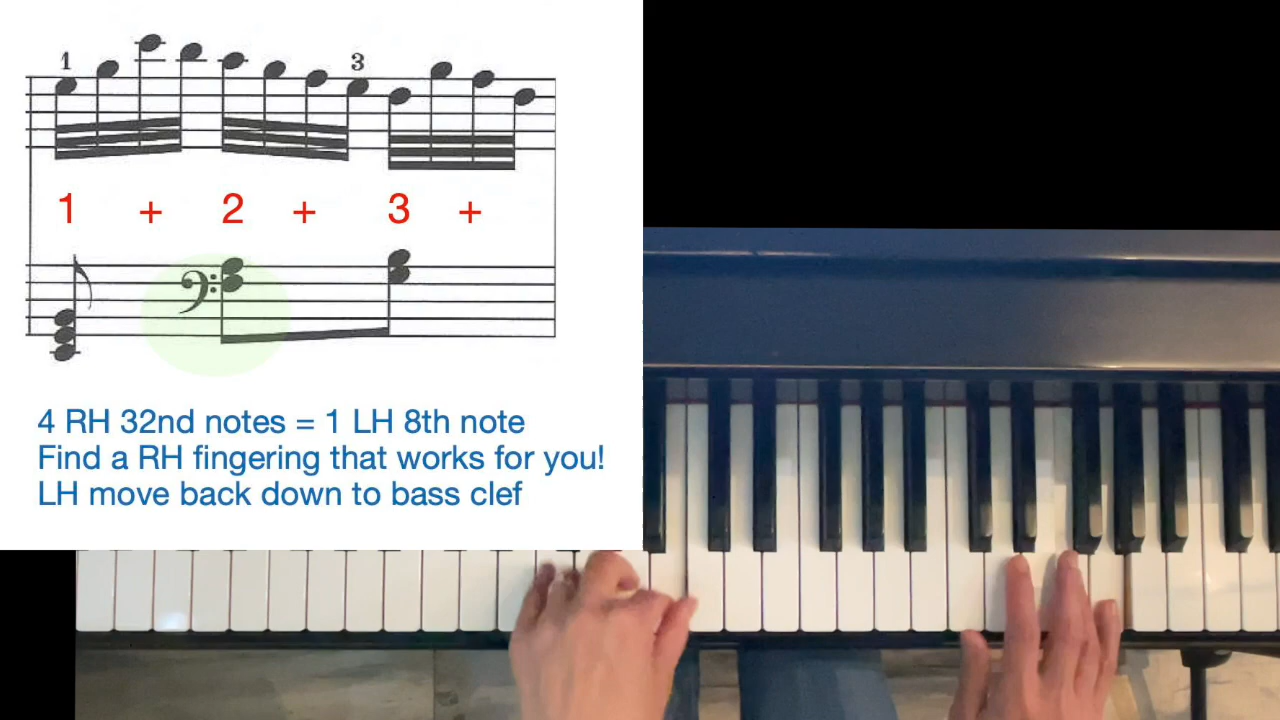 1 3
1 + 2 + 3 +
4 RH 32nd notes = 1 LH 8th note
Find a RH fingering that works for you!
LH move back down to bass clef